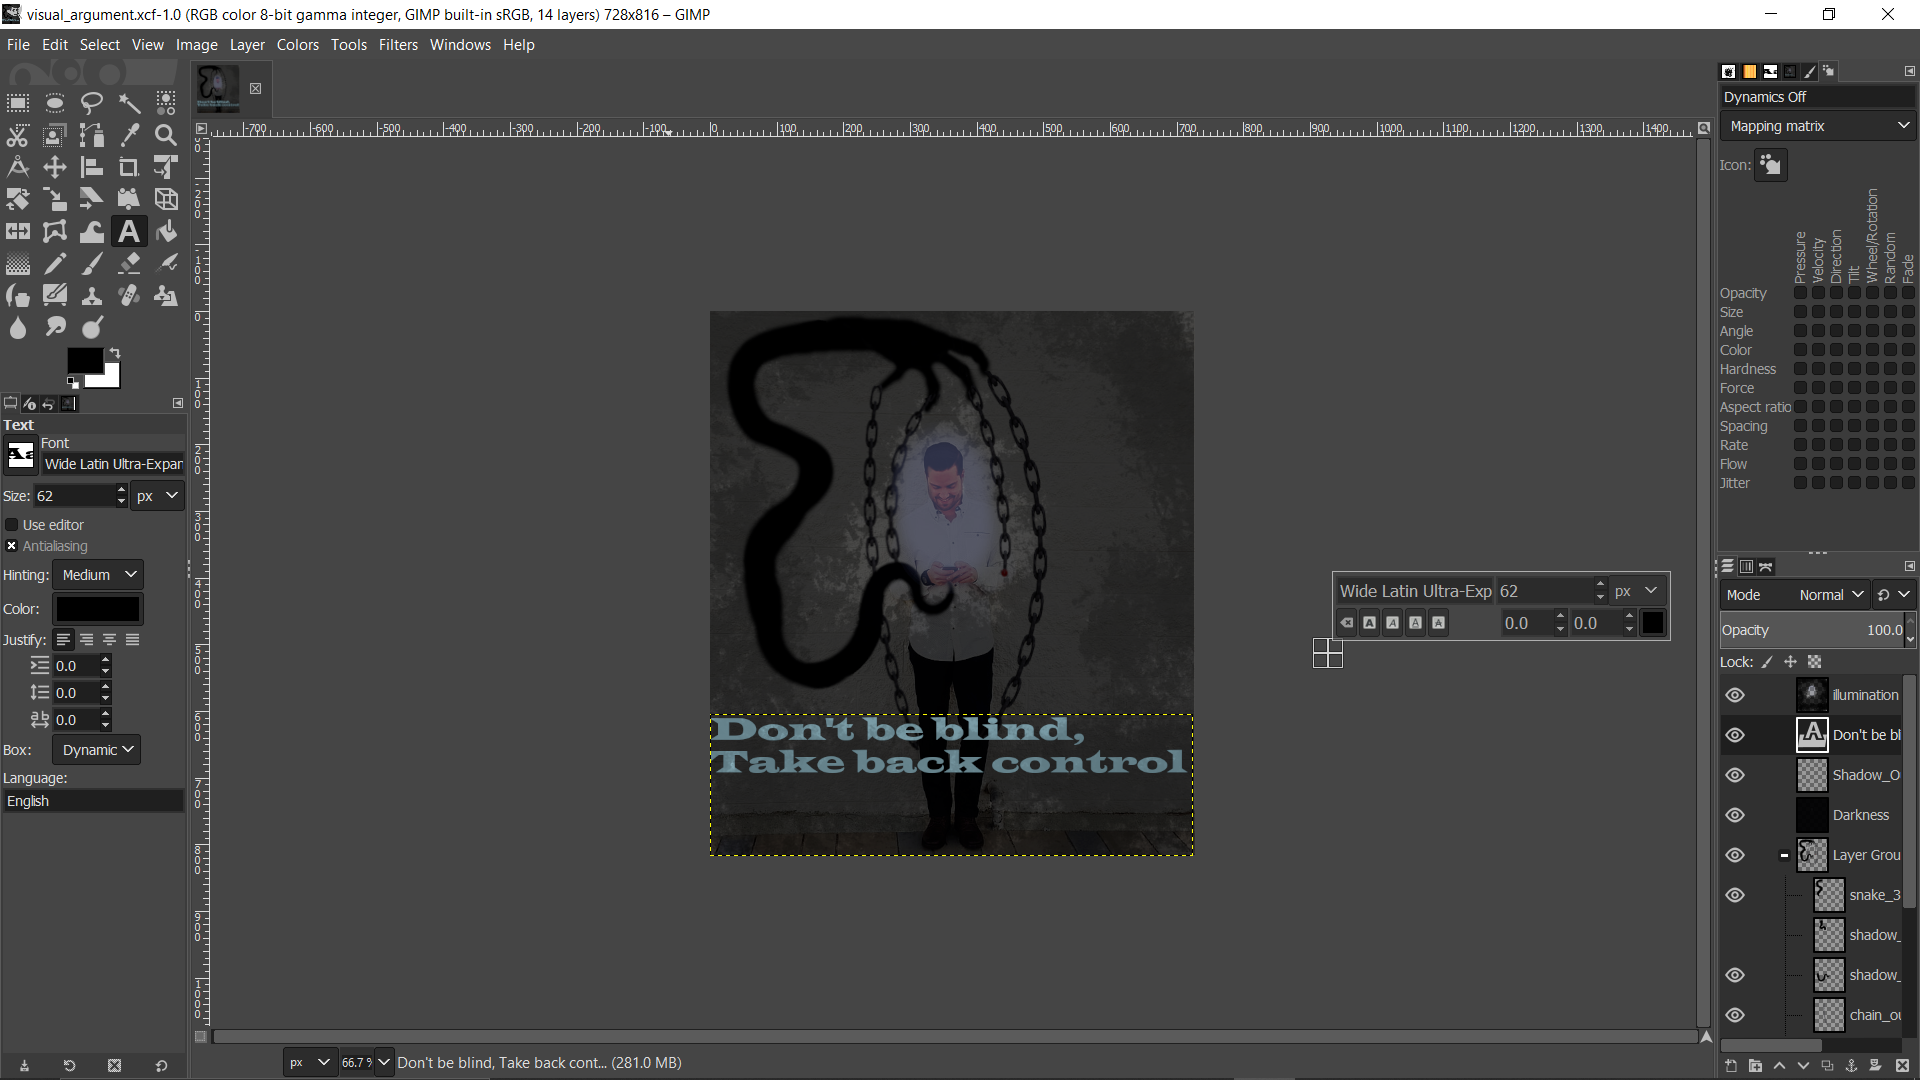 visual_argument.xcf-1.0 (RGB color 8-bit gamma integer, GIMP built-in sRGB, 14 layers) 728x816 – GIMP
File Edit Select View Image Layer Colors Tools Filters Windows Help
-700 -600 -500 -400 -300 -200 -100 0 100 200 300 400 500 600 700 800 900 1000 1100 1200 1300 1400
Text
Font
Wide Latin Ultra-Expan
Size: 62 px
Use editor
Antialiasing
Hinting: Medium
Color:
Justify:
0.0
0.0
0.0
Box: Dynamic
Language:
English
Don't be blind,
Take back control
Wide Latin Ultra-Exp 62 px
0.0 0.0
px 66.7 % Don't be blind, Take back cont... (281.0 MB)
Dynamics Off
Mapping matrix
Icon:
Pressure
Velocity
Direction
Tilt
Wheel/Rotation
Random
Fade
Opacity
Size
Angle
Color
Hardness
Force
Aspect ratio
Spacing
Rate
Flow
Jitter
Mode Normal
Opacity 100.0
Lock:
illumination
Don't be bl
Shadow_O
Darkness
Layer Grou
snake_3
shadow_
shadow_
chain_ou